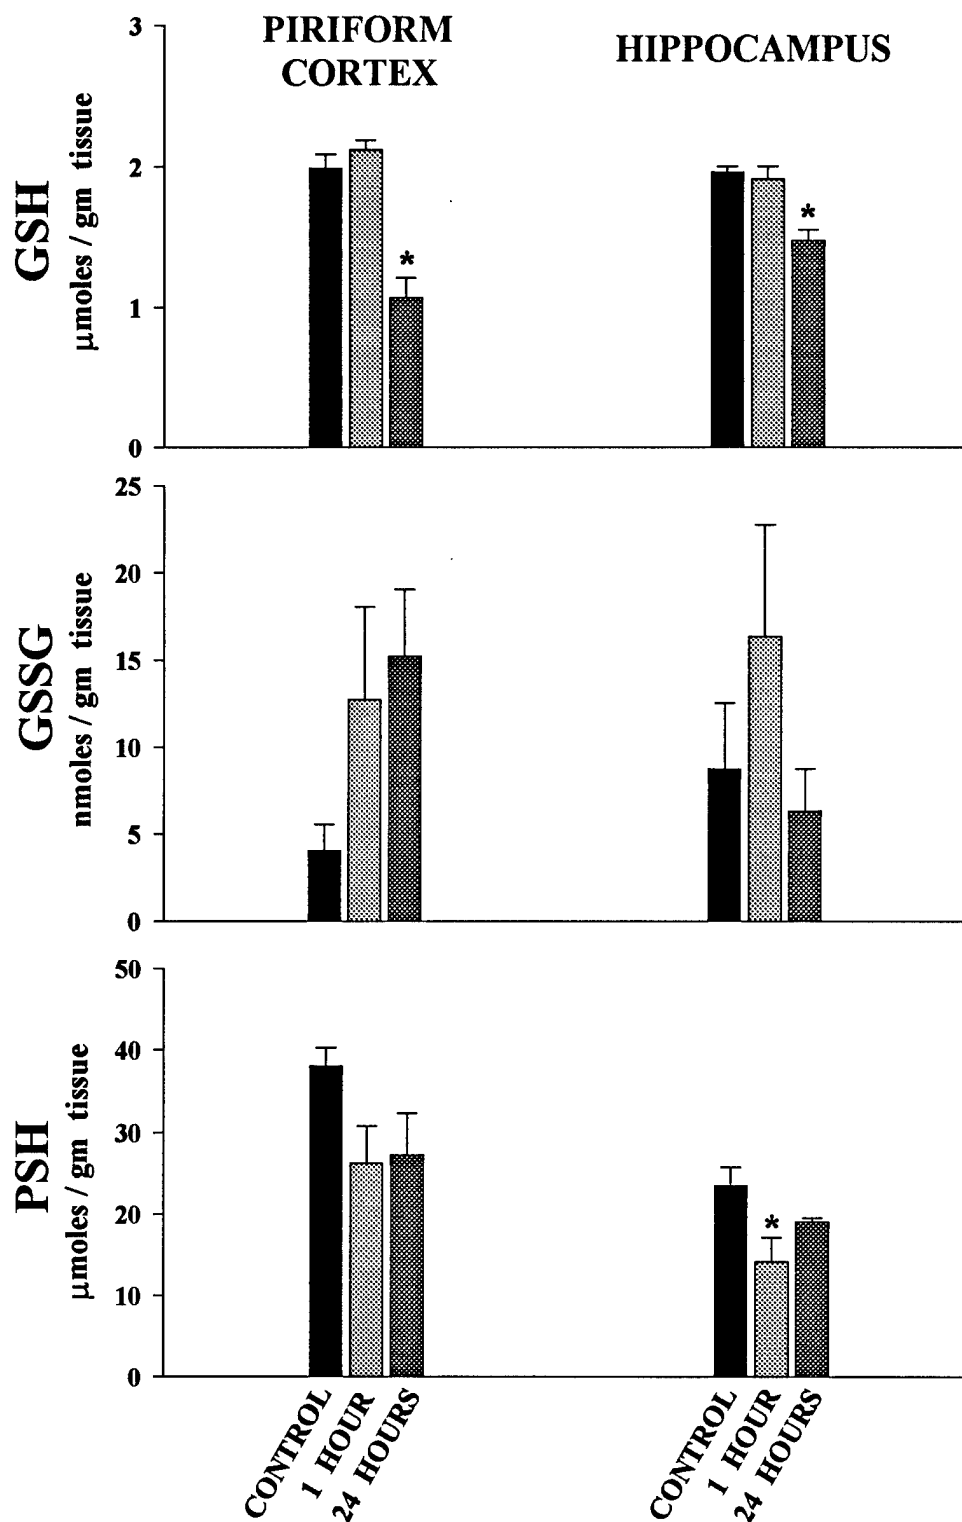 PIRIFORM
CORTEX
HIPPOCAMPUS
GSH
μmoles / gm tissue
3
2
1
0
*
*
GSSG
nmoles / gm tissue
25
20
15
10
5
0
PSH
μmoles / gm tissue
50
40
30
20
10
0
*
CONTROL
1 HOUR
24 HOURS
CONTROL
1 HOUR
24 HOURS